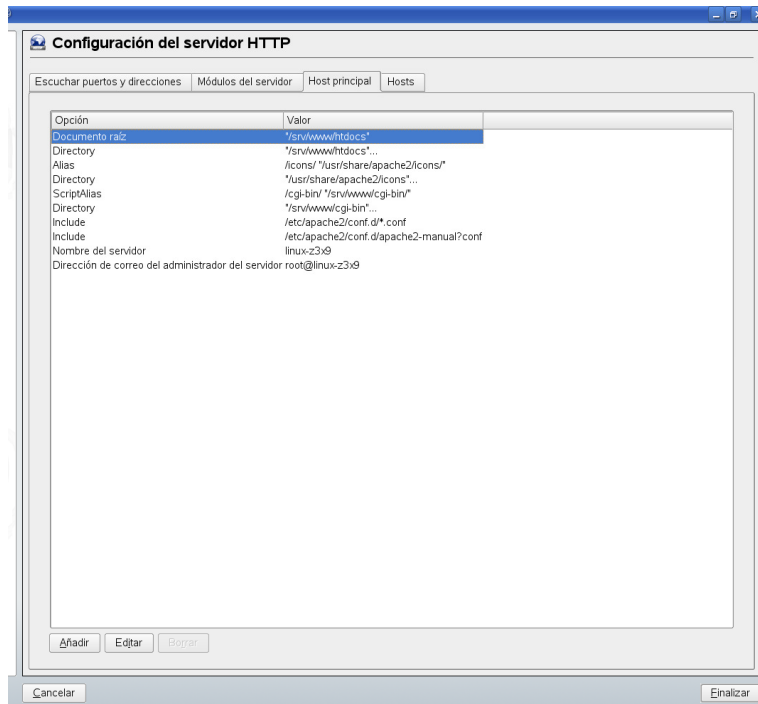 Configuración del servidor HTTP
Escuchar puertos y direcciones Módulos del servidor Host principal Hosts
Opción Valor
Documento raíz "/srv/www/htdocs"
Directory "/srv/www/htdocs"...
Alias /icons/ "/usr/share/apache2/icons/"
Directory "/usr/share/apache2/icons"...
ScriptAlias /cgi-bin/ "/srv/www/cgi-bin/"
Directory "/srv/www/cgi-bin"...
Include /etc/apache2/conf.d/*.conf
Include /etc/apache2/conf.d/apache2-manual?conf
Nombre del servidor linux-z3x9
Dirección de correo del administrador del servidor root@linux-z3x9
Añadir Editar Borrar
Cancelar Finalizar